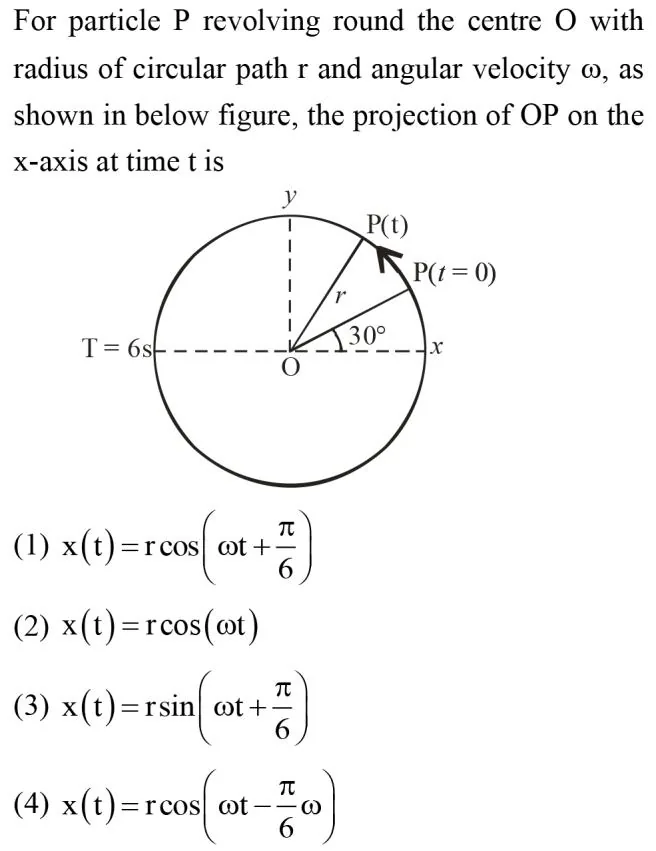 For particle P revolving round the centre O with
radius of circular path r and angular velocity ω, as
shown in below figure, the projection of OP on the
x-axis at time t is
y
P(t)
P(t = 0)
r
30°
T = 6s
x
O
(1) x(t) = r cos(ωt + π/6)
(2) x(t) = r cos(ωt)
(3) x(t) = r sin(ωt + π/6)
(4) x(t) = r cos(ωt − π/6 ω)